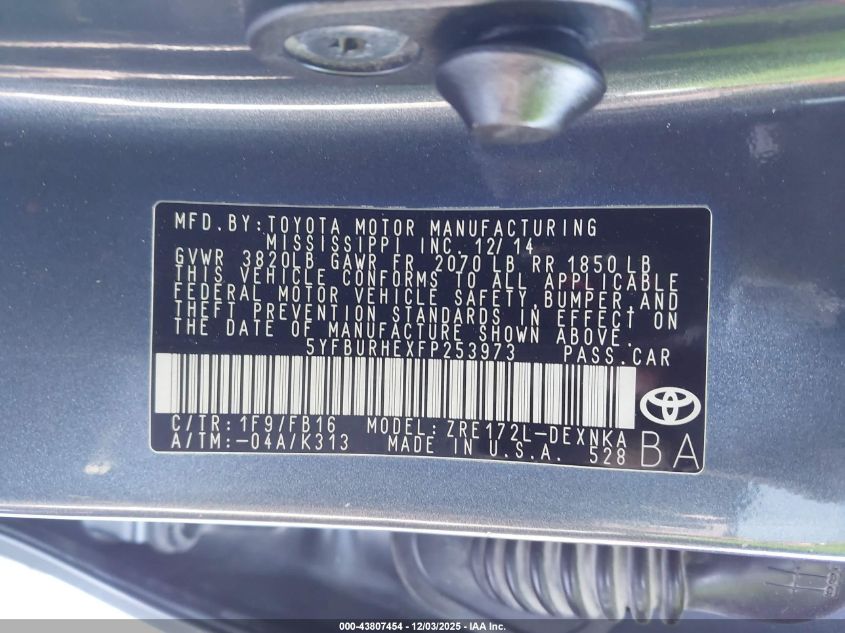 MFD. BY: TOYOTA MOTOR MANUFACTURING
MISSISSIPPI INC. 12/14
GVWR 3820LB GAWR FR 2070 LB RR 1850 LB
THIS VEHICLE CONFORMS TO ALL APPLICABLE
FEDERAL MOTOR VEHICLE SAFETY, BUMPER, AND
THEFT PREVENTION STANDARDS IN EFFECT ON
THE DATE OF MANUFACTURE SHOWN ABOVE.
5YFBURHEXFP253973 PASS.CAR
C/TR: 1F9/FB16 MODEL: ZRE172L-DEXNKA
A/TM: -04A/K313 MADE IN U.S.A. 528 BA
000-43807454 - 12/03/2025 - IAA Inc.